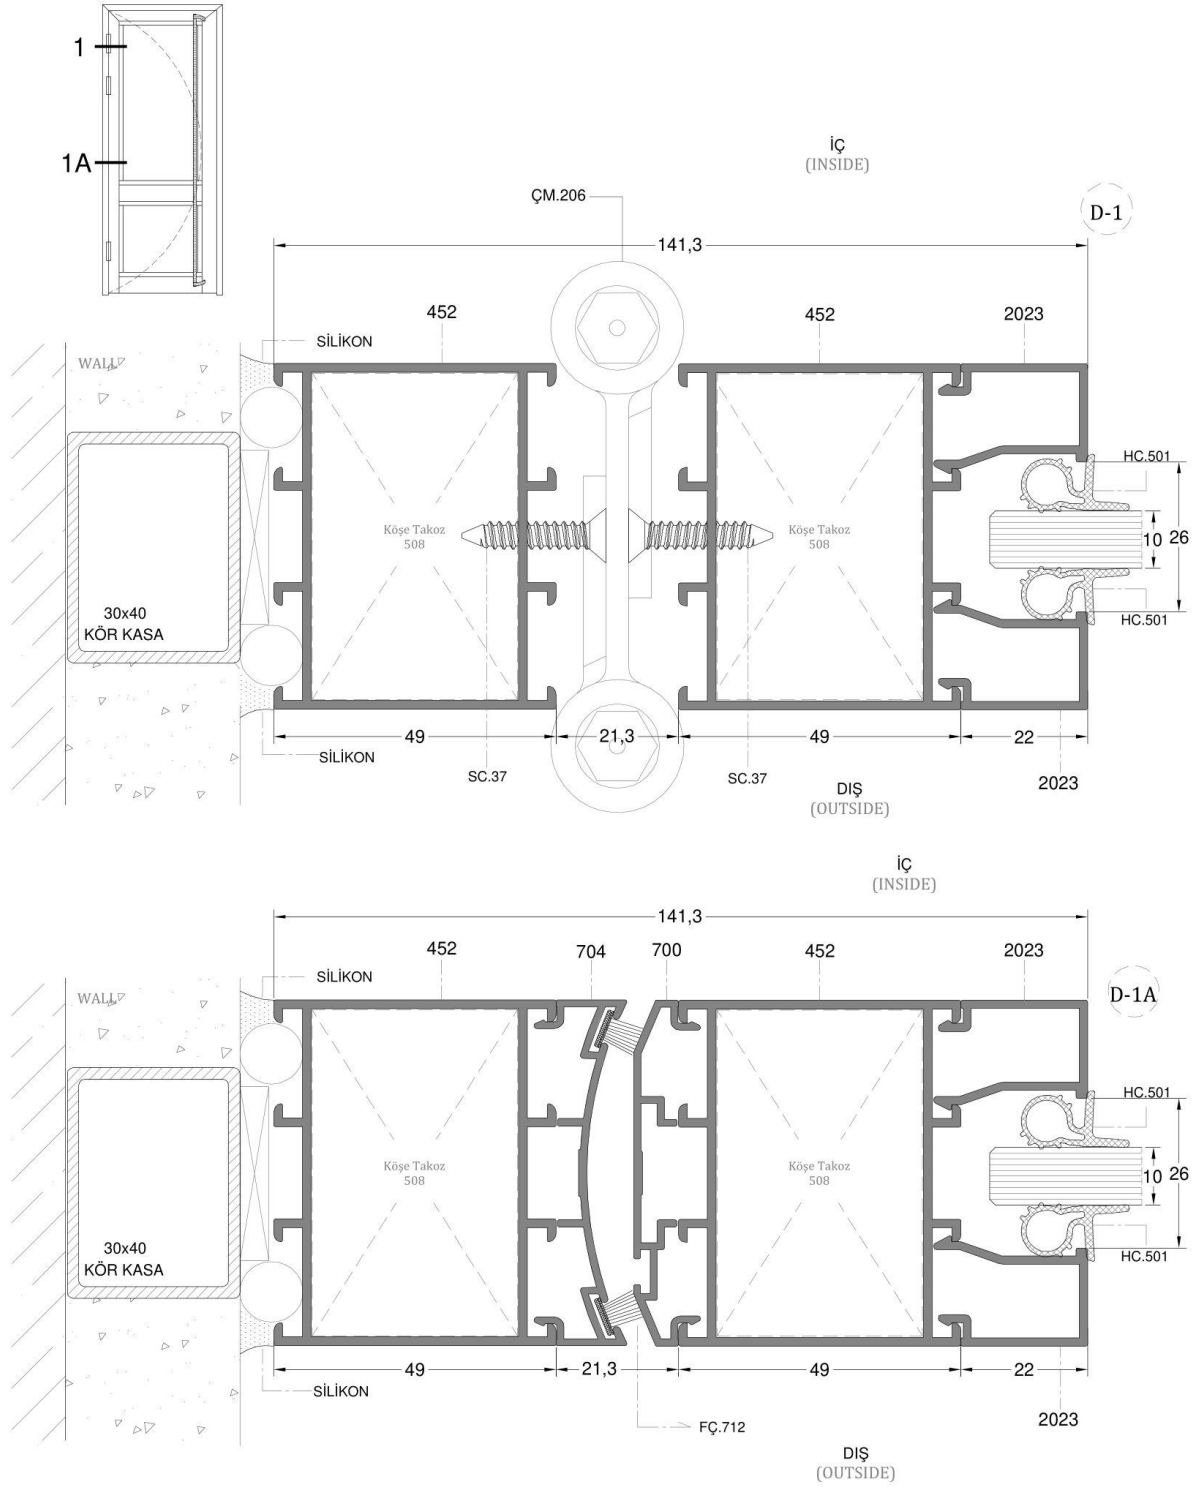 1
1A
İÇ
(INSIDE)
ÇM.206
D-1
141,3
452
452
2023
SİLİKON
WALL
HC.501
Köşe Takoz
508
Köşe Takoz
508
10
26
30x40
KÖR KASA
HC.501
49
21,3
49
22
SİLİKON
SC.37
SC.37
2023
DIŞ
(OUTSIDE)
İÇ
(INSIDE)
141,3
452
704
700
452
2023
SİLİKON
WALL
D-1A
HC.501
Köşe Takoz
508
Köşe Takoz
508
10
26
30x40
KÖR KASA
HC.501
49
21,3
49
22
SİLİKON
FÇ.712
2023
DIŞ
(OUTSIDE)